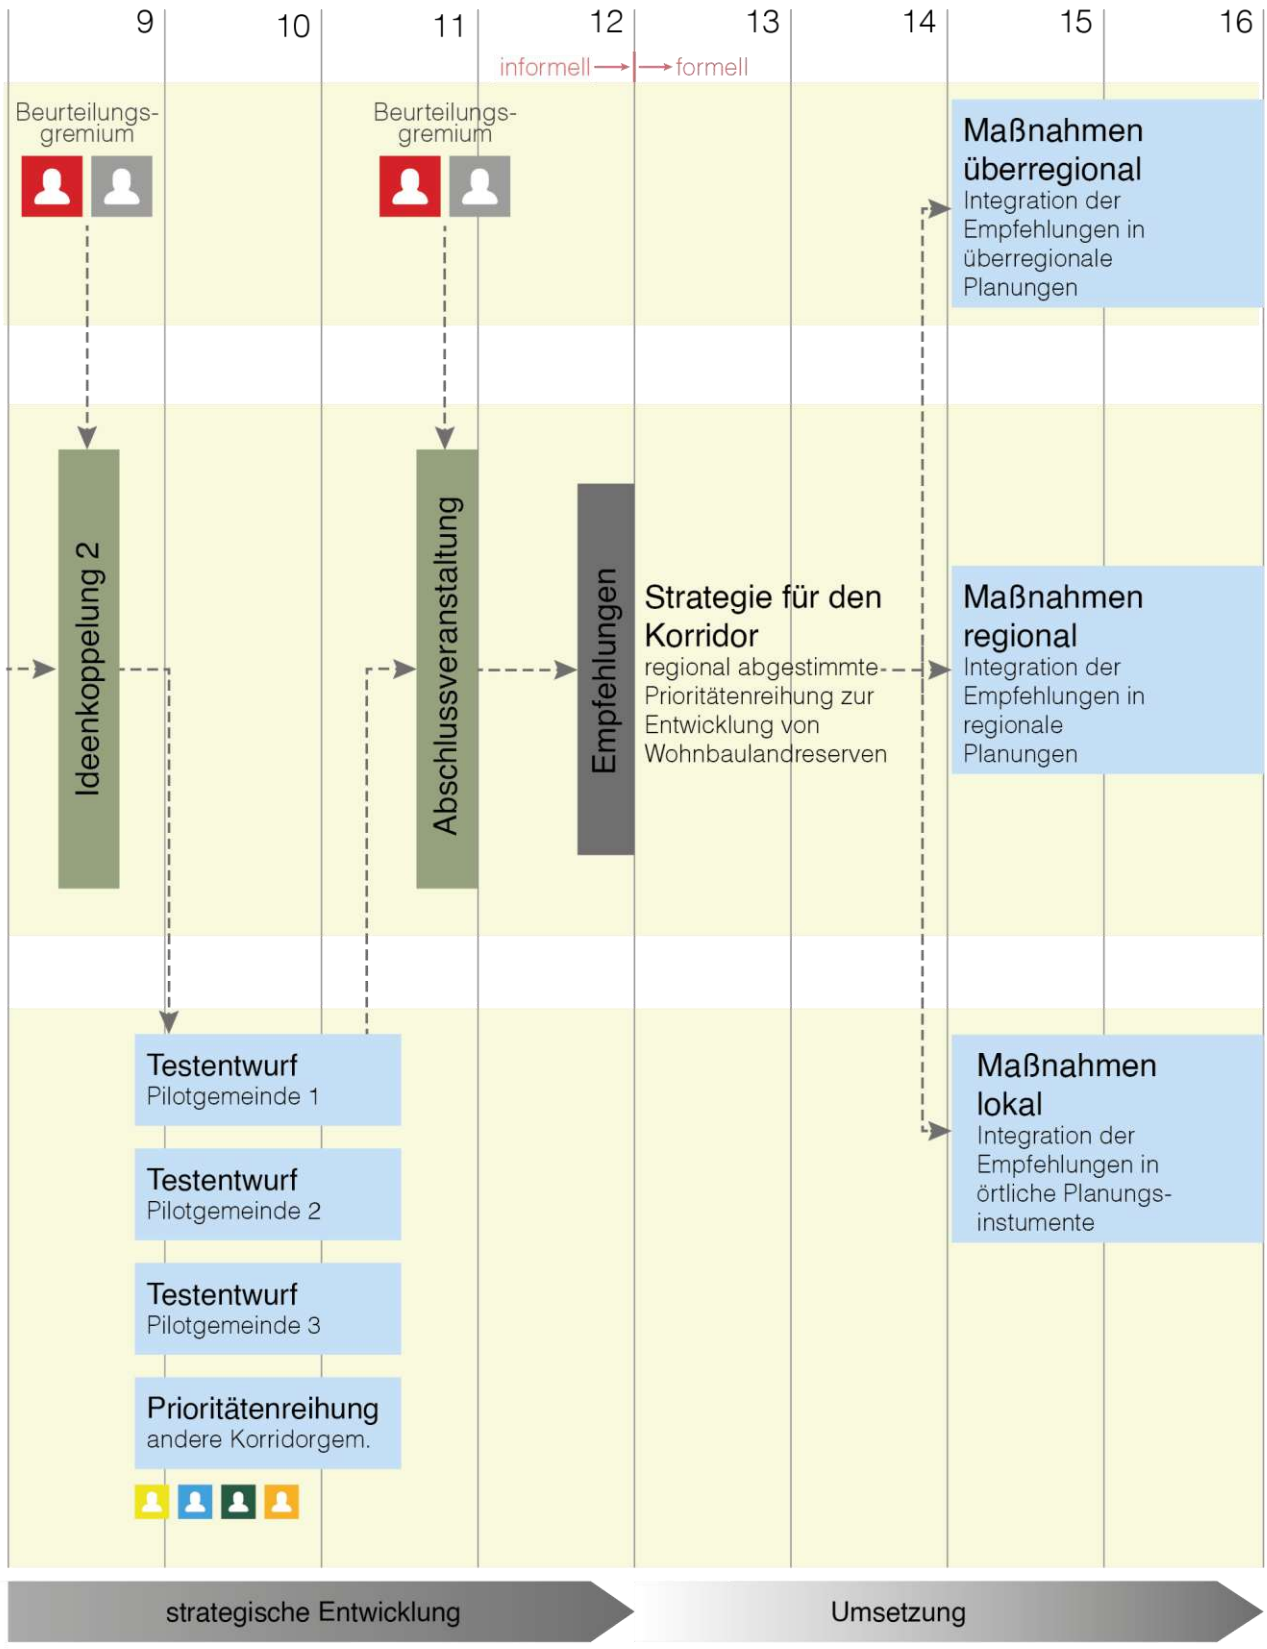 9 10 11 12 13 14 15 16
informell formell
Beurteilungs-
gremium
Beurteilungs-
gremium
Maßnahmen
überregional
Integration der
Empfehlungen in
überregionale
Planungen
Ideenkoppelung 2
Abschlussveranstaltung
Empfehlungen
Strategie für den
Korridor
regional abgestimmte
Prioritätenreihung zur
Entwicklung von
Wohnbaulandreserven
Maßnahmen
regional
Integration der
Empfehlungen in
regionale
Planungen
Testentwurf
Pilotgemeinde 1
Testentwurf
Pilotgemeinde 2
Testentwurf
Pilotgemeinde 3
Prioritätenreihung
andere Korridorgem.
Maßnahmen
lokal
Integration der
Empfehlungen in
örtliche Planungs-
instumente
strategische Entwicklung
Umsetzung